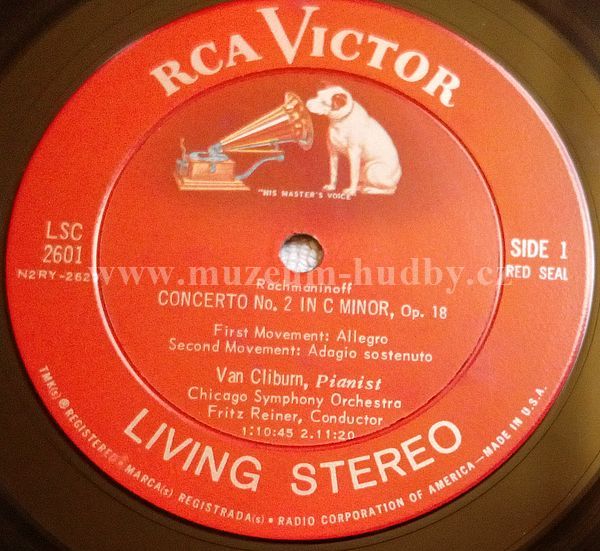 RCA VICTOR
"HIS MASTER'S VOICE"
LSC
2601
SIDE 1
RED SEAL
www.muzeum-hudby.cz
Rachmaninoff
CONCERTO No. 2 IN C MINOR, Op. 18
First Movement: Allegro
Second Movement: Adagio sostenuto
Van Cliburn, Pianist
Chicago Symphony Orchestra
Fritz Reiner, Conductor
1:10:45 2.11:20
LIVING STEREO
TMK(s) ® REGISTERED • MARCA(s) REGISTRADA(s) • RADIO CORPORATION OF AMERICA—MADE IN U.S.A.